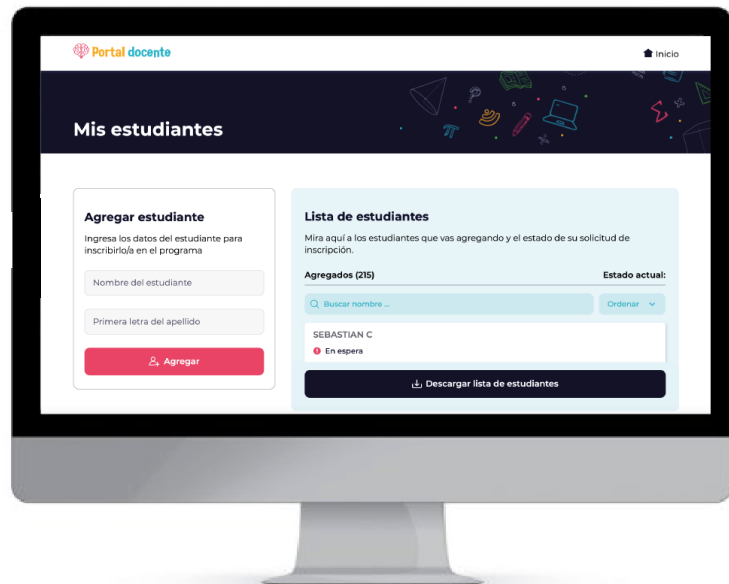 Portal docente
Inicio
Mis estudiantes
Agregar estudiante
Ingresa los datos del estudiante para
inscribirlo/a en el programa
Nombre del estudiante
Primera letra del apellido
Agregar
Lista de estudiantes
Mira aquí a los estudiantes que vas agregando y el estado de su solicitud de
inscripción.
Agregados (215)
Estado actual:
Buscar nombre ...
Ordenar
SEBASTIAN C
En espera
Descargar lista de estudiantes